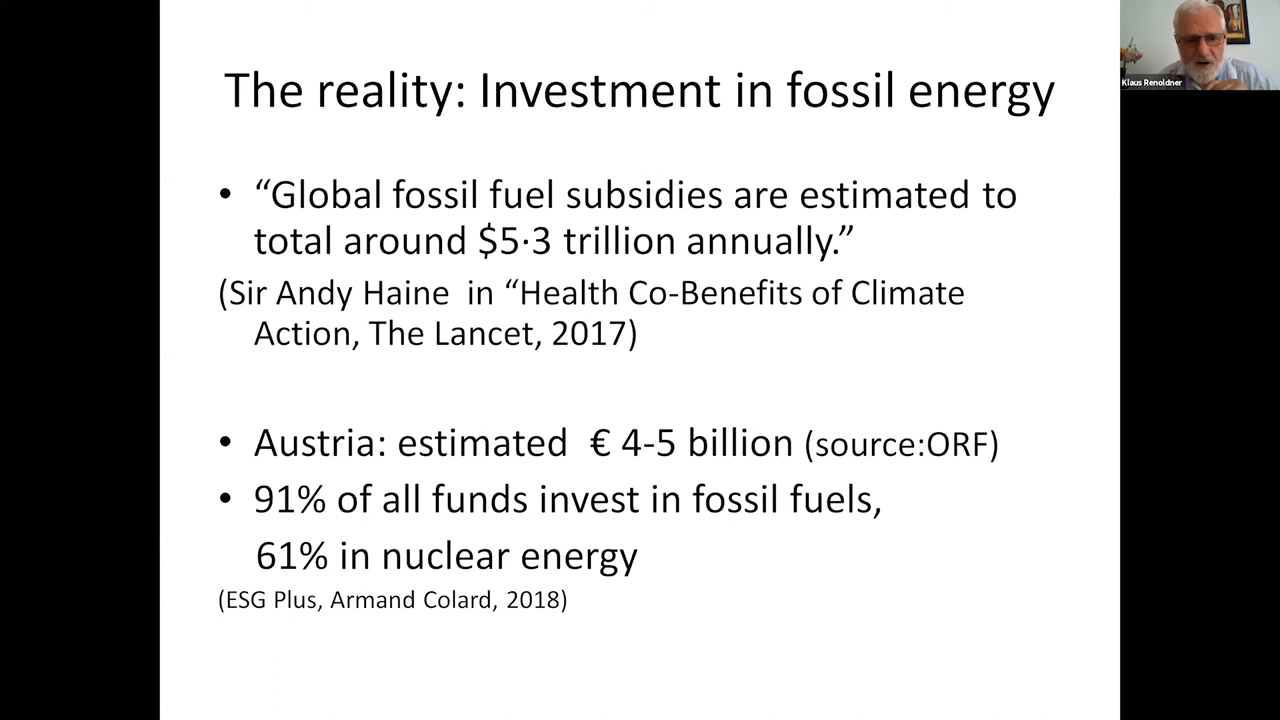 The reality: Investment in fossil energy
• “Global fossil fuel subsidies are estimated to
total around $5·3 trillion annually.”
(Sir Andy Haine  in “Health Co-Benefits of Climate
Action, The Lancet, 2017)
• Austria: estimated  € 4-5 billion (source:ORF)
• 91% of all funds invest in fossil fuels,
61% in nuclear energy
(ESG Plus, Armand Colard, 2018)
Klaus Renoldner